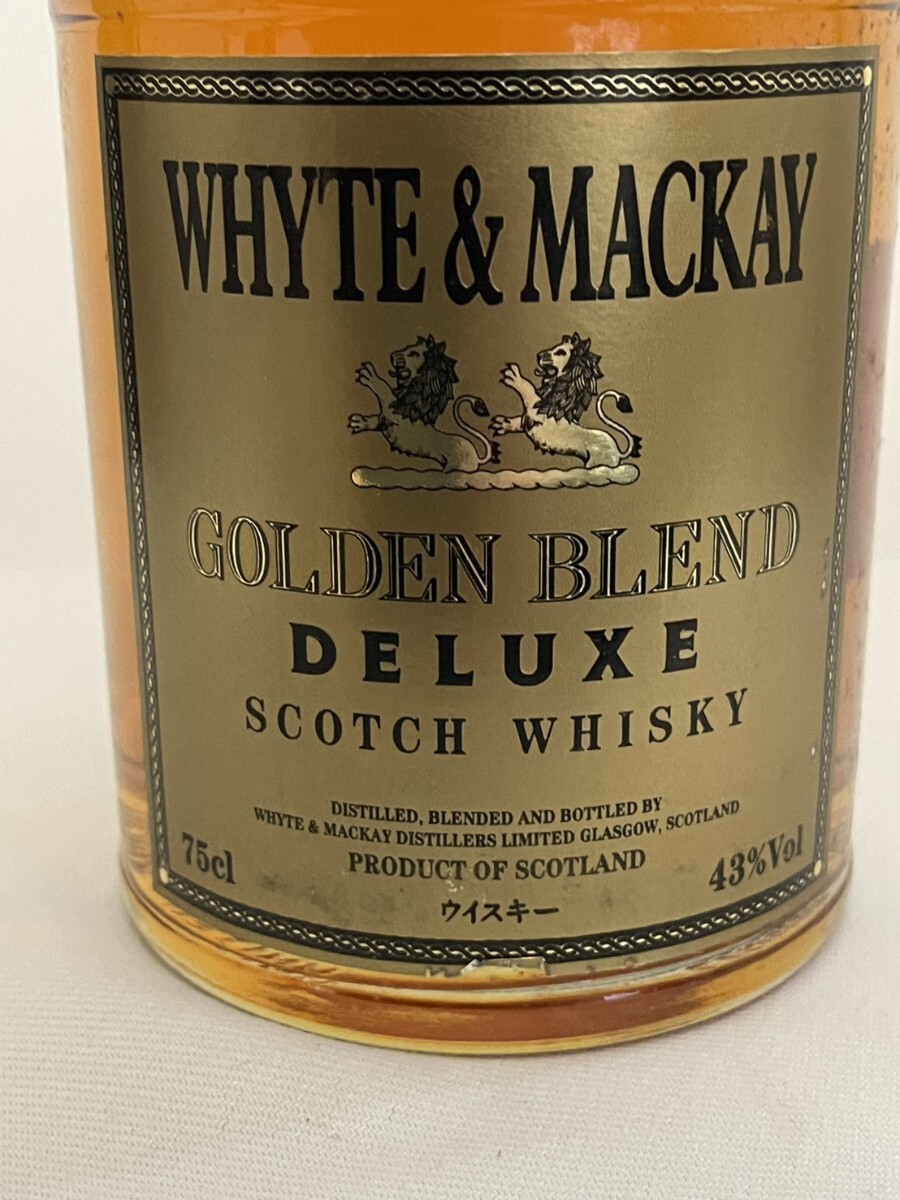 WHYTE & MACKAY
GOLDEN BLEND
DELUXE
SCOTCH WHISKY
DISTILLED, BLENDED AND BOTTLED BY
WHYTE & MACKAY DISTILLERS LIMITED GLASGOW, SCOTLAND
PRODUCT OF SCOTLAND
75cl
43%Vol
ウイスキー